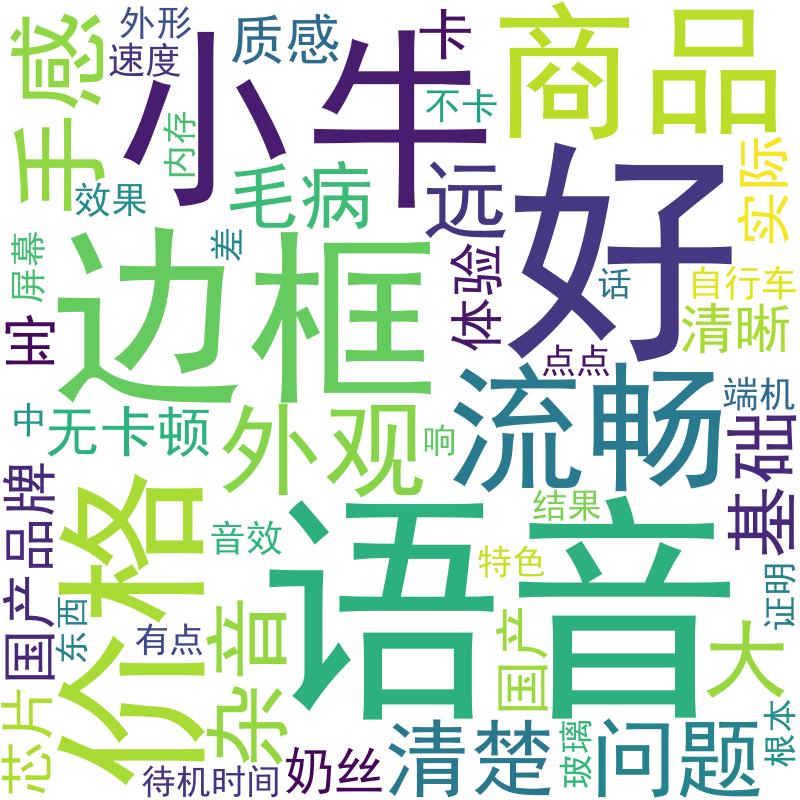 外形
质感
卡
商品
手感
速度
小牛
不卡
内存
效果
毛病
远
好
实际
屏幕
差
体验
话
自行车
边框
清晰
点点
流畅
端机
中
无卡顿
外观
响
基础
国产品牌
价格
音效
语音
结果
特色
证明
东西
有点
杂音
国产
大
芯片
待机时间
奶丝
清楚
玻璃
问题
根本